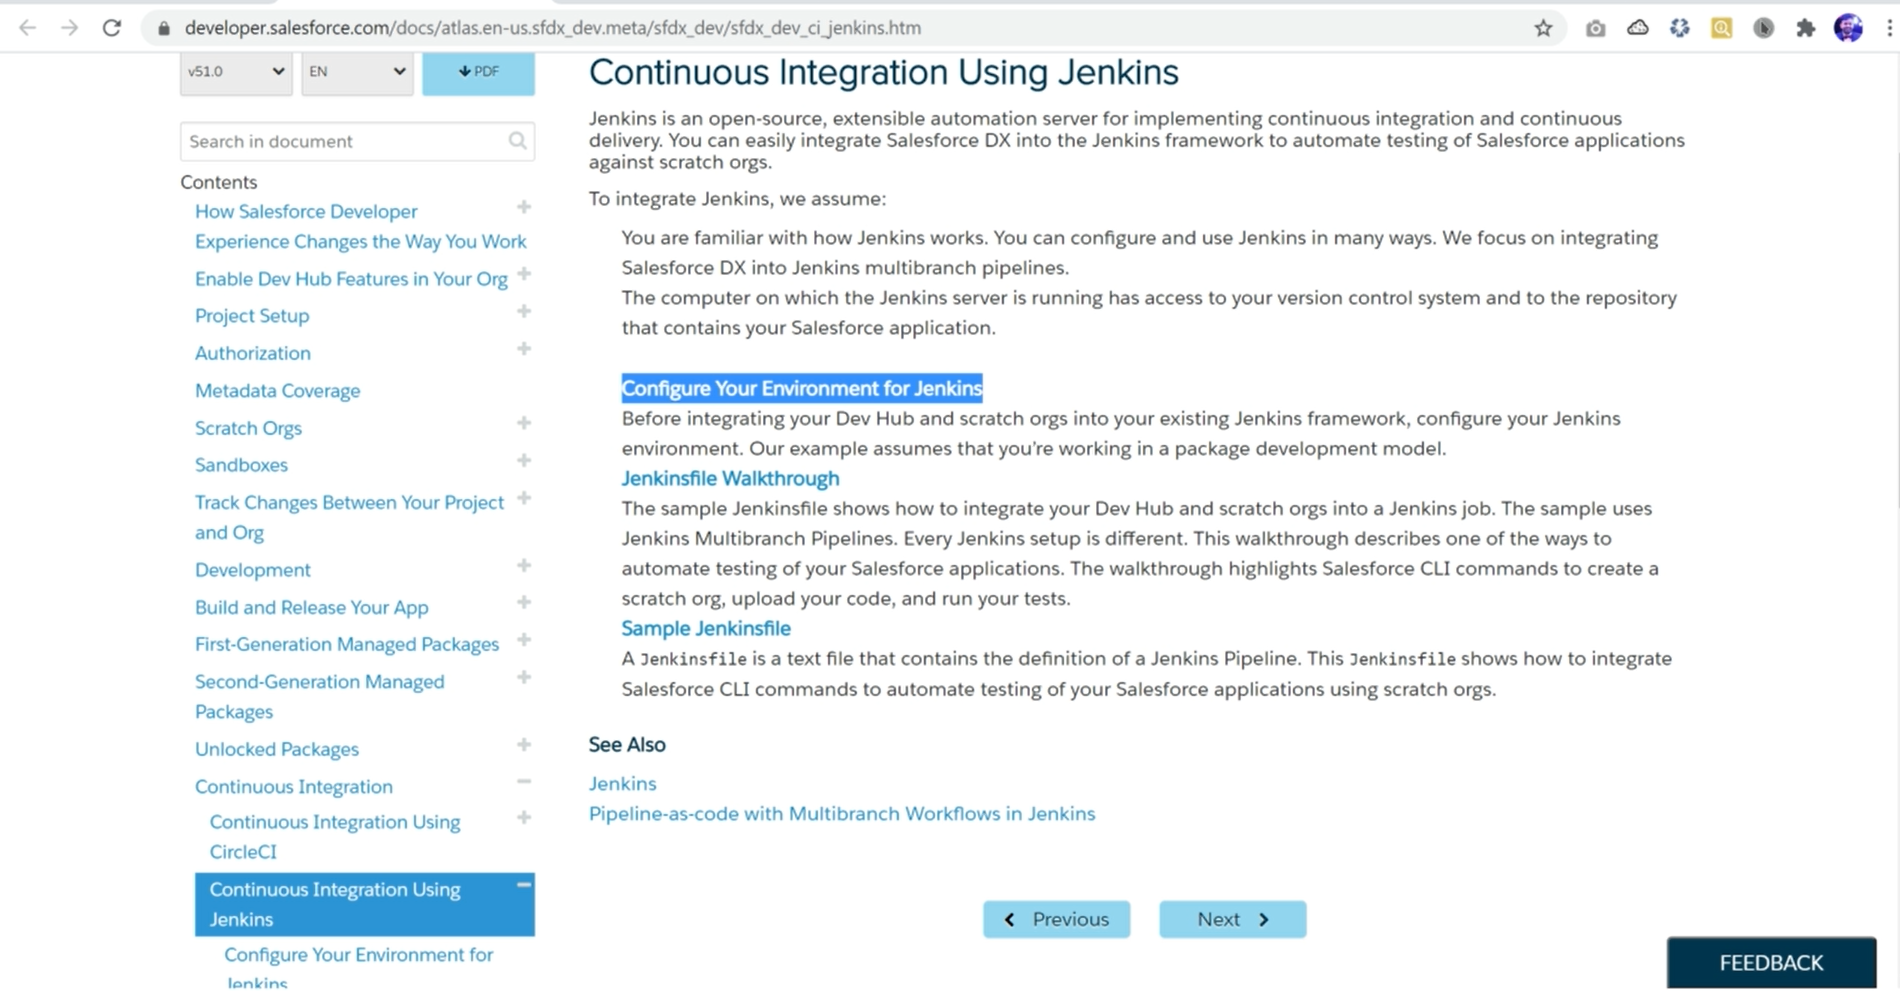 developer.salesforce.com/docs/atlas.en-us.sfdx_dev.meta/sfdx_dev/sfdx_dev_ci_jenkins.htm
v51.0
EN
PDF
Search in document
Contents
How Salesforce Developer
Experience Changes the Way You Work
Enable Dev Hub Features in Your Org
Project Setup
Authorization
Metadata Coverage
Scratch Orgs
Sandboxes
Track Changes Between Your Project
and Org
Development
Build and Release Your App
First-Generation Managed Packages
Second-Generation Managed
Packages
Unlocked Packages
Continuous Integration
Continuous Integration Using
CircleCI
Continuous Integration Using
Jenkins
Configure Your Environment for
Jenkins
Continuous Integration Using Jenkins
Jenkins is an open-source, extensible automation server for implementing continuous integration and continuous
delivery. You can easily integrate Salesforce DX into the Jenkins framework to automate testing of Salesforce applications
against scratch orgs.
To integrate Jenkins, we assume:
You are familiar with how Jenkins works. You can configure and use Jenkins in many ways. We focus on integrating
Salesforce DX into Jenkins multibranch pipelines.
The computer on which the Jenkins server is running has access to your version control system and to the repository
that contains your Salesforce application.
Configure Your Environment for Jenkins
Before integrating your Dev Hub and scratch orgs into your existing Jenkins framework, configure your Jenkins
environment. Our example assumes that you’re working in a package development model.
Jenkinsfile Walkthrough
The sample Jenkinsfile shows how to integrate your Dev Hub and scratch orgs into a Jenkins job. The sample uses
Jenkins Multibranch Pipelines. Every Jenkins setup is different. This walkthrough describes one of the ways to
automate testing of your Salesforce applications. The walkthrough highlights Salesforce CLI commands to create a
scratch org, upload your code, and run your tests.
Sample Jenkinsfile
A Jenkinsfile is a text file that contains the definition of a Jenkins Pipeline. This Jenkinsfile shows how to integrate
Salesforce CLI commands to automate testing of your Salesforce applications using scratch orgs.
See Also
Jenkins
Pipeline-as-code with Multibranch Workflows in Jenkins
Previous
Next
FEEDBACK